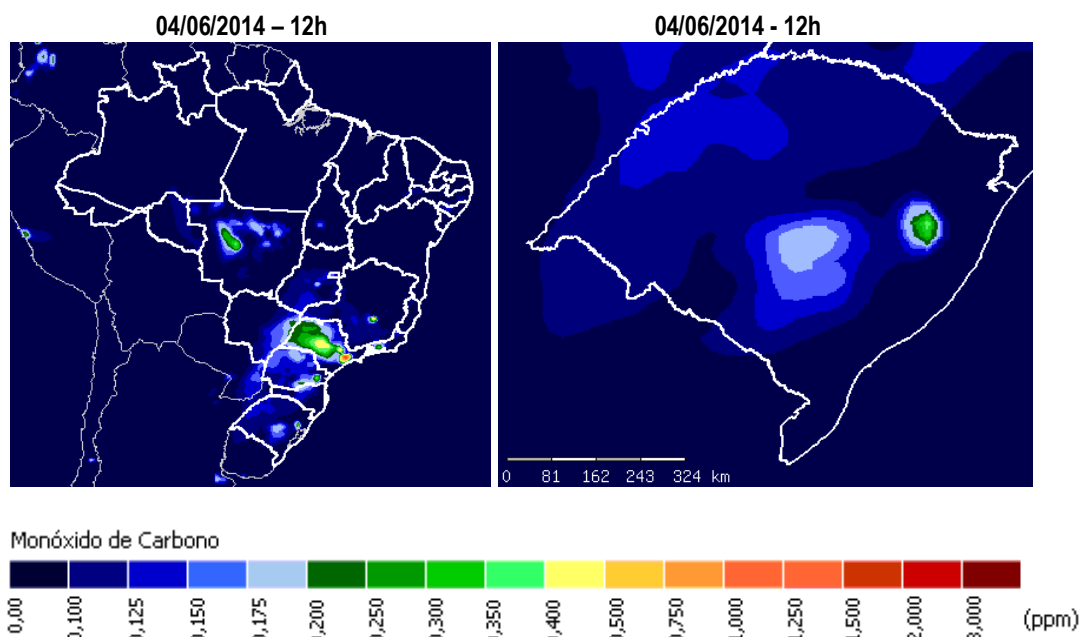 04/06/2014 – 12h
04/06/2014 - 12h
0 81 162 243 324 km
Monóxido de Carbono
0,00 0,100 0,125 0,150 0,175 0,200 0,250 0,300 0,350 0,400 0,500 0,750 1,000 1,250 1,500 2,000 3,000 (ppm)